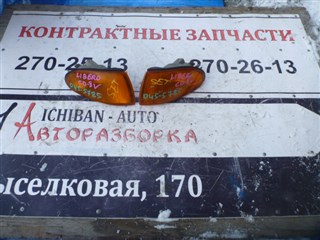 КОНТРАКТНЫЕ ЗАПЧАСТИ
270-26-13 270-26-13
ICHIBAN - AUTO
АВТОРАЗБОРКА
ыселковая, 170